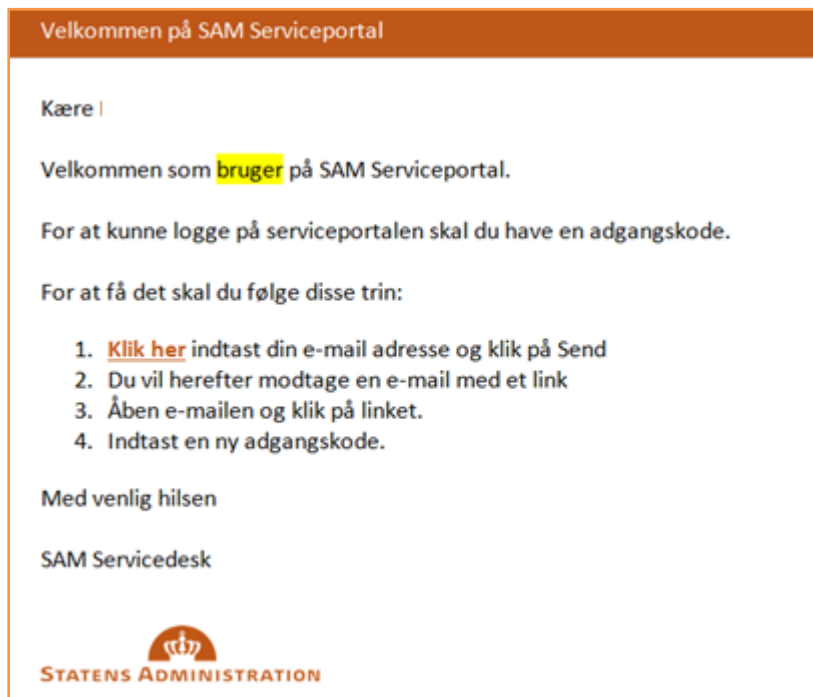 Velkommen på SAM Serviceportal
Kære
Velkommen som bruger på SAM Serviceportal.
For at kunne logge på serviceportalen skal du have en adgangskode.
For at få det skal du følge disse trin:
1. Klik her indtast din e-mail adresse og klik på Send
2. Du vil herefter modtage en e-mail med et link
3. Åben e-mailen og klik på linket.
4. Indtast en ny adgangskode.
Med venlig hilsen
SAM Servicedesk
STATENS ADMINISTRATION